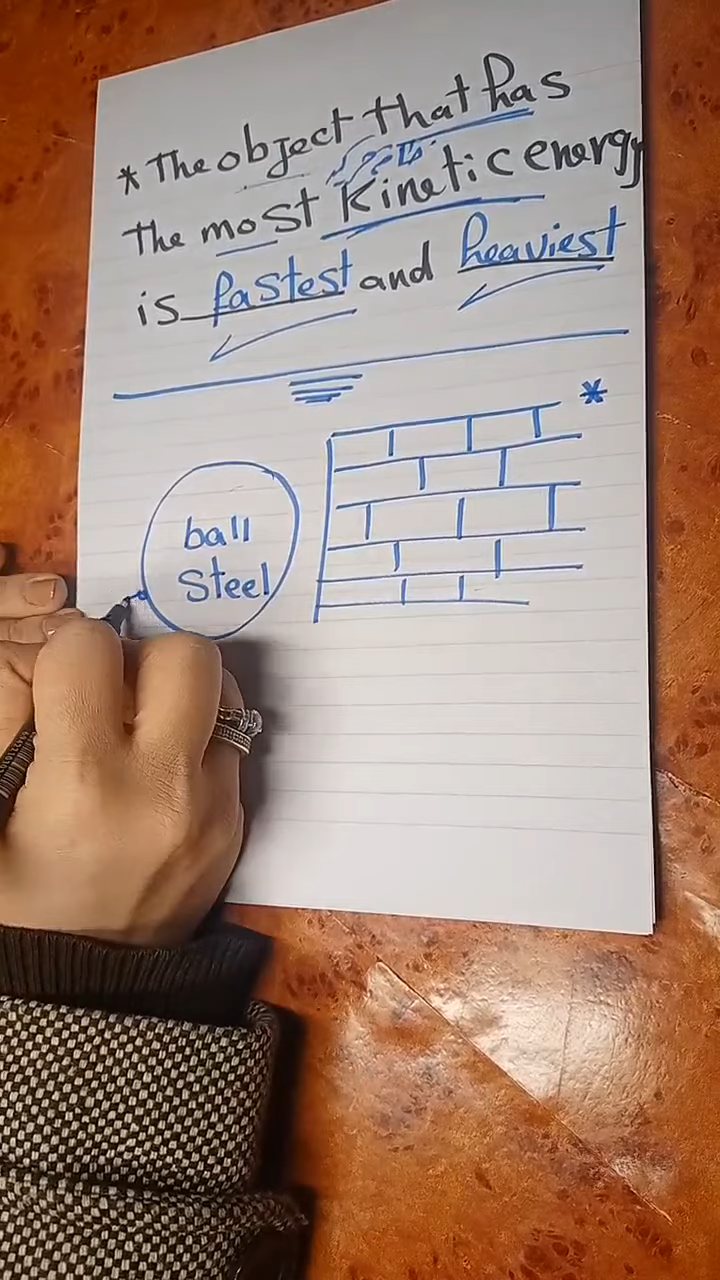 * The object that has
The most Kinetic energy
is fastest and heaviest
*
ball
Steel